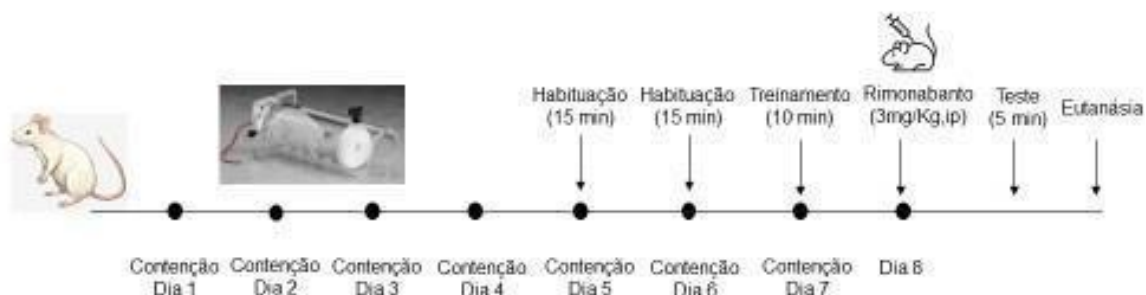 Habituação
(15 min)
Habituação
(15 min)
Treinamento
(10 min)
Rimonabanto
(3mg/Kg,ip)
Teste
(5 min)
Eutanásia
Contenção
Dia 1
Contenção
Dia 2
Contenção
Dia 3
Contenção
Dia 4
Contenção
Dia 5
Contenção
Dia 6
Contenção
Dia 7
Dia 8